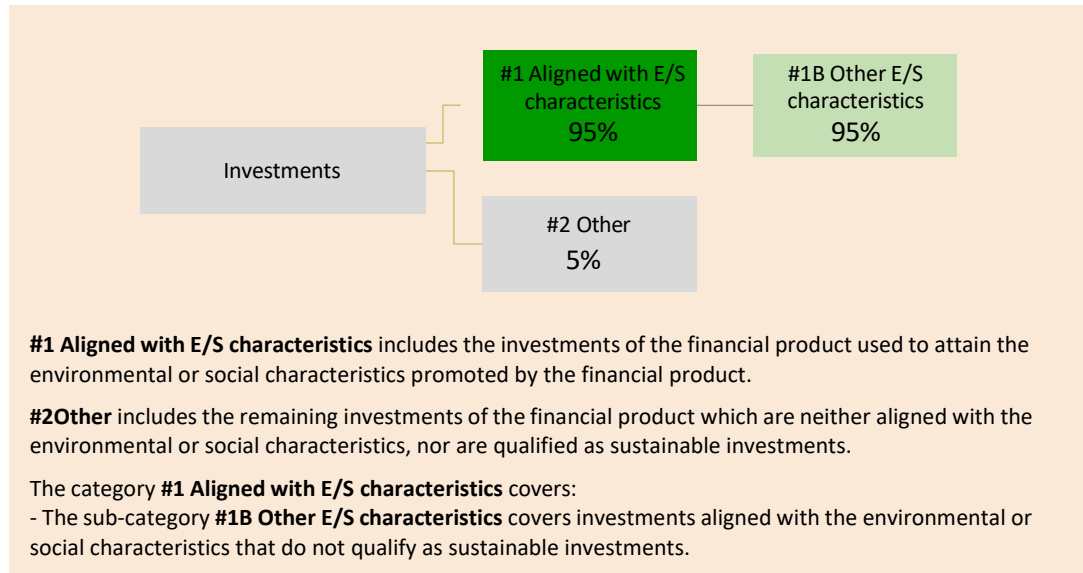 #1 Aligned with E/S
characteristics
95%
#1B Other E/S
characteristics
95%
Investments
#2 Other
5%
#1 Aligned with E/S characteristics includes the investments of the financial product used to attain the
environmental or social characteristics promoted by the financial product.
#2Other includes the remaining investments of the financial product which are neither aligned with the
environmental or social characteristics, nor are qualified as sustainable investments.
The category #1 Aligned with E/S characteristics covers:
- The sub-category #1B Other E/S characteristics covers investments aligned with the environmental or
social characteristics that do not qualify as sustainable investments.